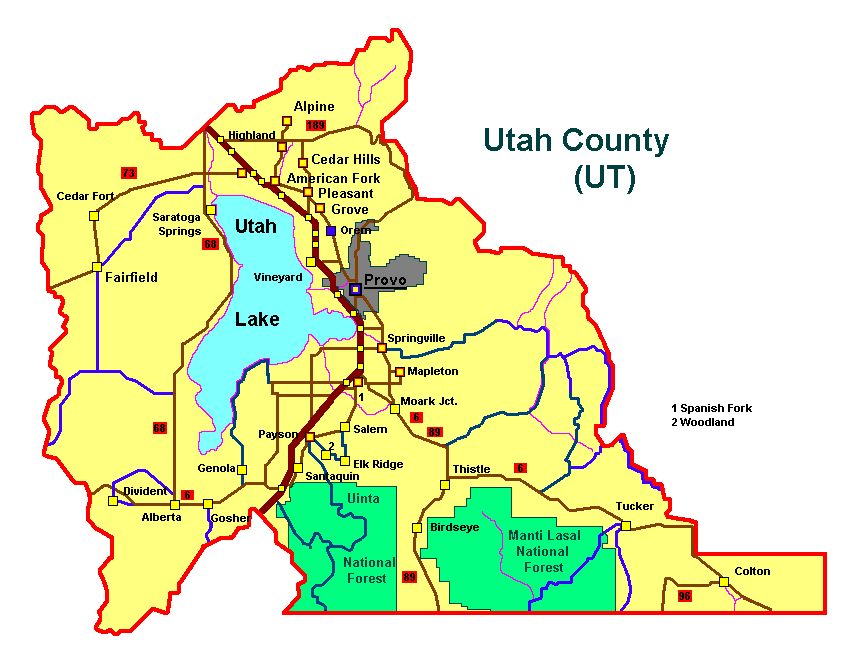 Utah County
(UT)
Alpine
189
Highland
Cedar Hills
73
American Fork
Pleasant
Grove
Cedar Fort
Saratoga
Springs
Utah
Orem
68
Fairfield
Vineyard
Provo
Lake
Springville
Mapleton
1
Moark Jct.
1 Spanish Fork
2 Woodland
68
6
89
Payson
Salem
2
Genola
Elk Ridge
Santaquin
Thistle
6
Divident
6
Uinta
Alberta
Gosher
Birdseye
Tucker
Manti Lasal
National
Forest
National
Forest
89
Colton
96